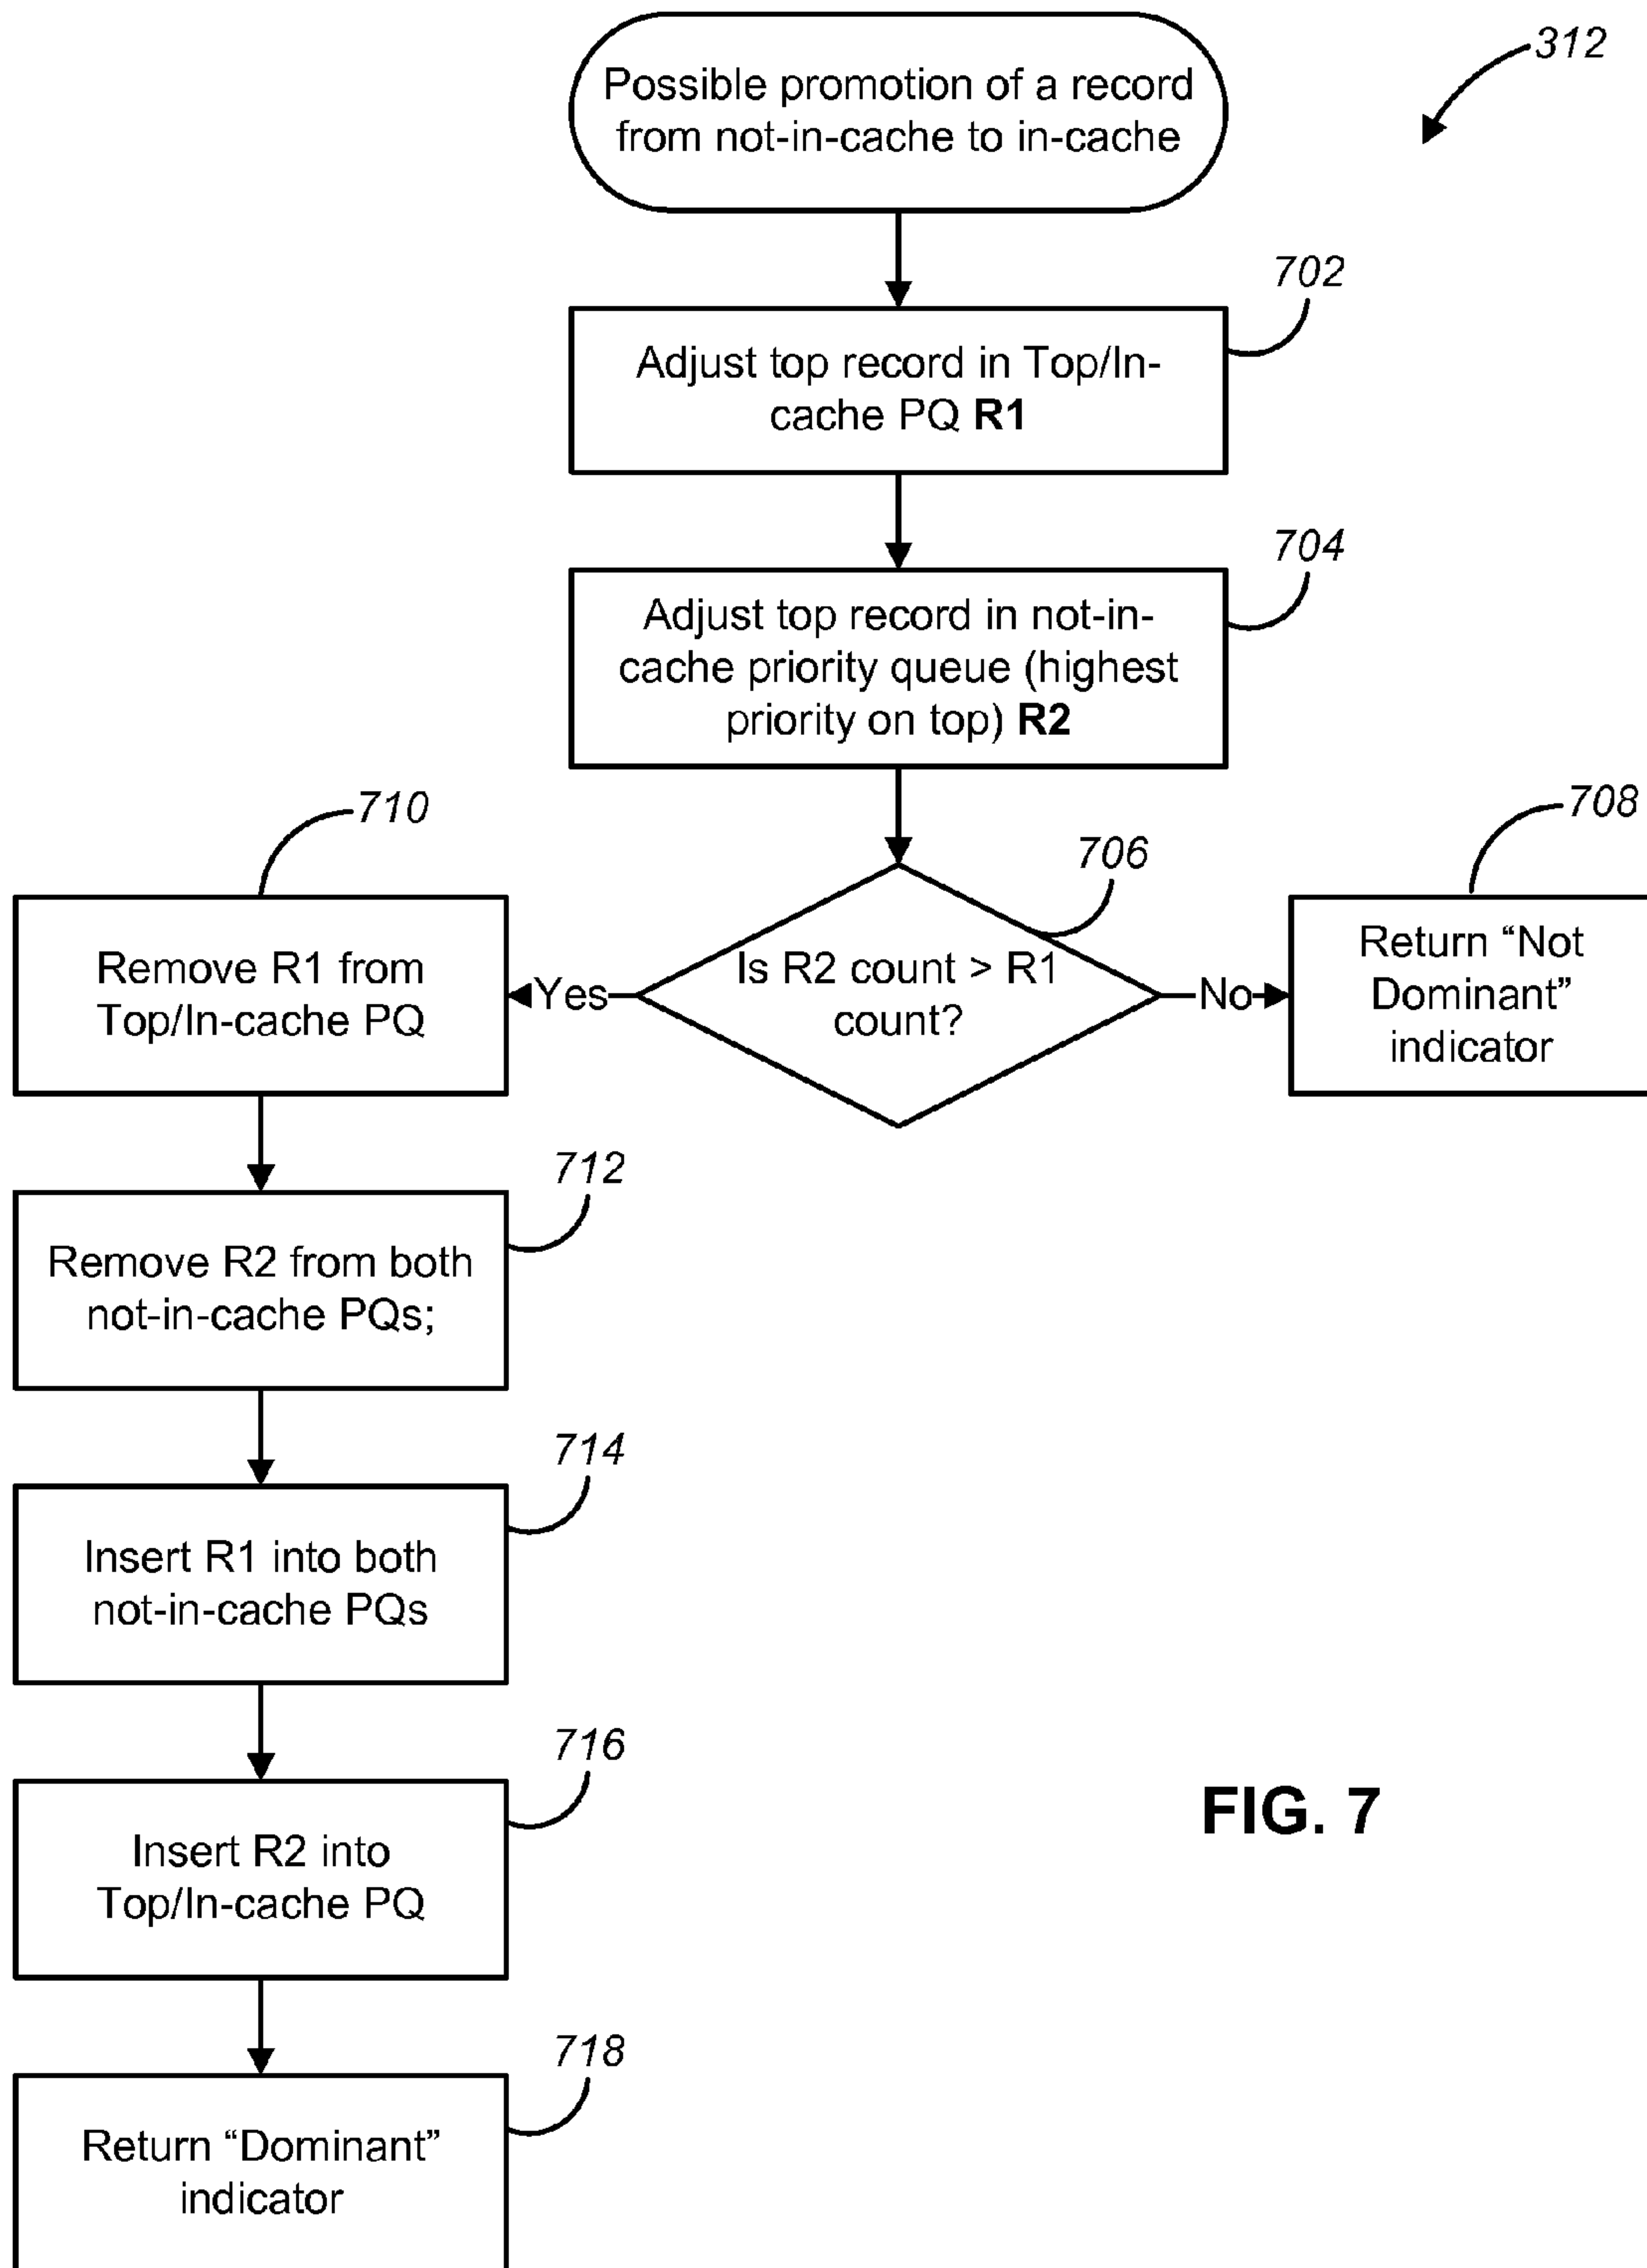 Possible promotion of a record
from not-in-cache to in-cache
312
702
Adjust top record in Top/In-
cache PQ R1
704
Adjust top record in not-in-
cache priority queue (highest
priority on top) R2
710
706
708
Remove R1 from
Top/In-cache PQ
Yes
Is R2 count > R1
count?
No
Return “Not
Dominant”
indicator
712
Remove R2 from both
not-in-cache PQs;
714
Insert R1 into both
not-in-cache PQs
716
Insert R2 into
Top/In-cache PQ
FIG. 7
718
Return “Dominant”
indicator